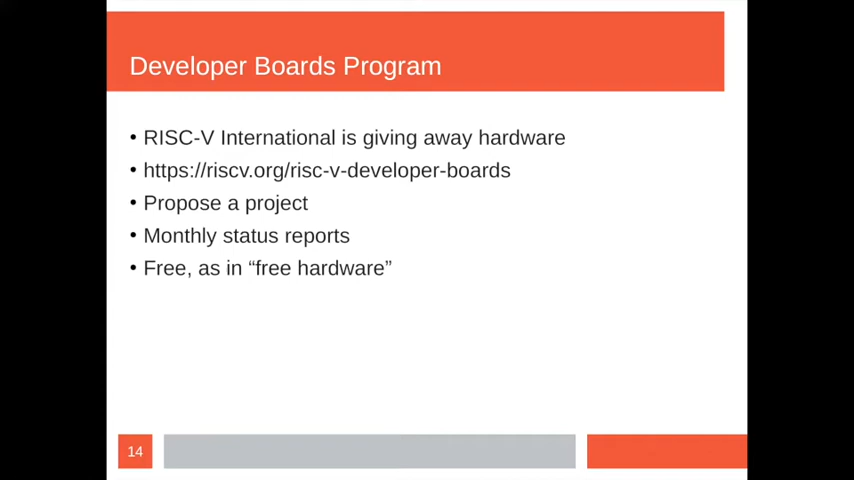 Developer Boards Program
• RISC-V International is giving away hardware
• https://riscv.org/risc-v-developer-boards
• Propose a project
• Monthly status reports
• Free, as in “free hardware”
14